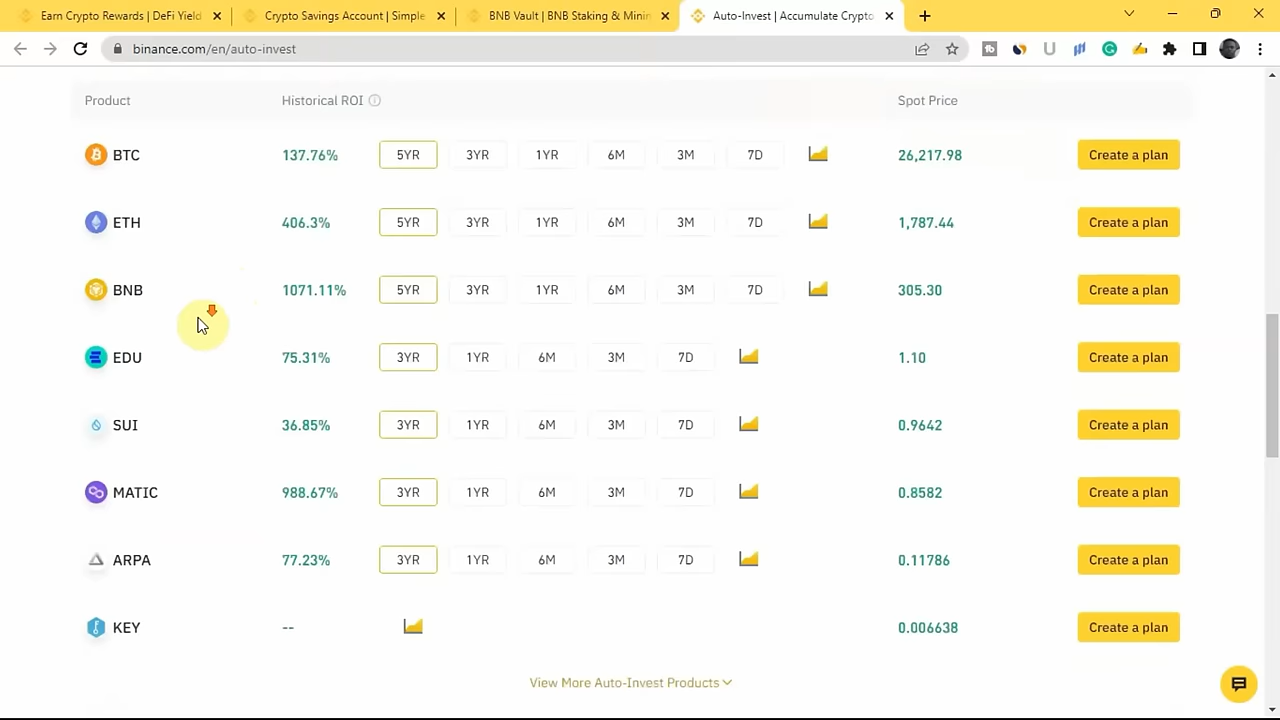 Earn Crypto Rewards | DeFi Yield
Crypto Savings Account | Simple
BNB Vault | BNB Staking & Minin
Auto-Invest | Accumulate Crypto
binance.com/en/auto-invest
Product Historical ROI Spot Price
BTC 137.76% 5YR 3YR 1YR 6M 3M 7D 26,217.98 Create a plan
ETH 406.3% 5YR 3YR 1YR 6M 3M 7D 1,787.44 Create a plan
BNB 1071.11% 5YR 3YR 1YR 6M 3M 7D 305.30 Create a plan
EDU 75.31% 3YR 1YR 6M 3M 7D 1.10 Create a plan
SUI 36.85% 3YR 1YR 6M 3M 7D 0.9642 Create a plan
MATIC 988.67% 3YR 1YR 6M 3M 7D 0.8582 Create a plan
ARPA 77.23% 3YR 1YR 6M 3M 7D 0.11786 Create a plan
KEY -- 0.006638 Create a plan
View More Auto-Invest Products